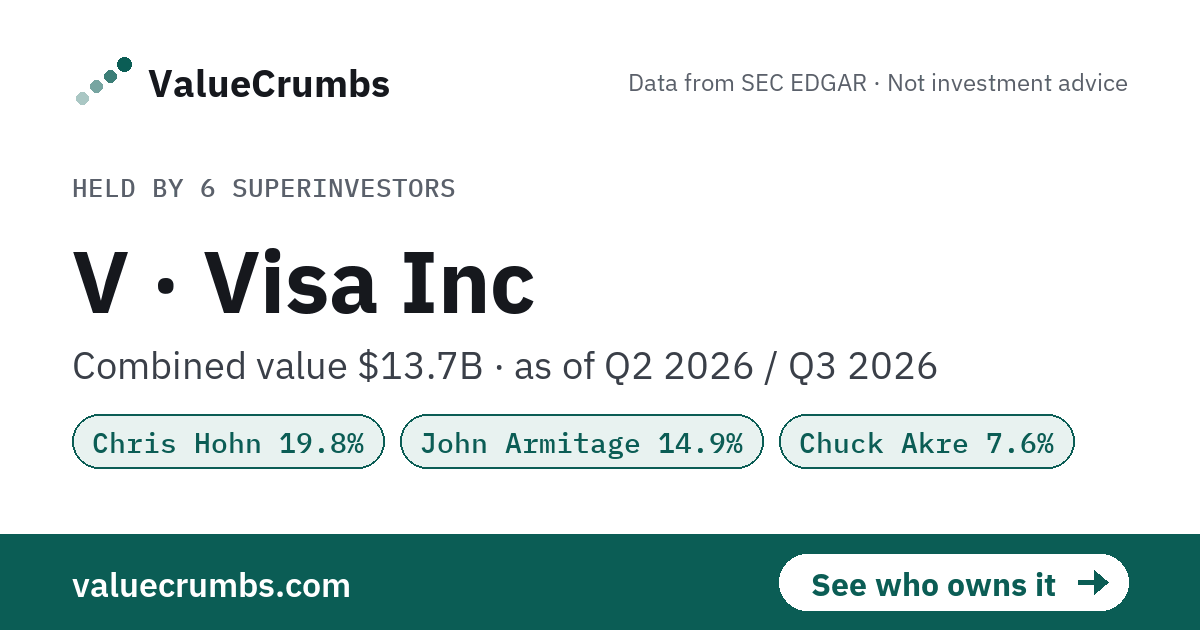 ValueCrumbs
Data from SEC EDGAR · Not investment advice
HELD BY 6 SUPERINVESTORS
V · Visa Inc
Combined value $13.7B · as of Q2 2026 / Q3 2026
Chris Hohn 19.8%
John Armitage 14.9%
Chuck Akre 7.6%
valuecrumbs.com
See who owns it →